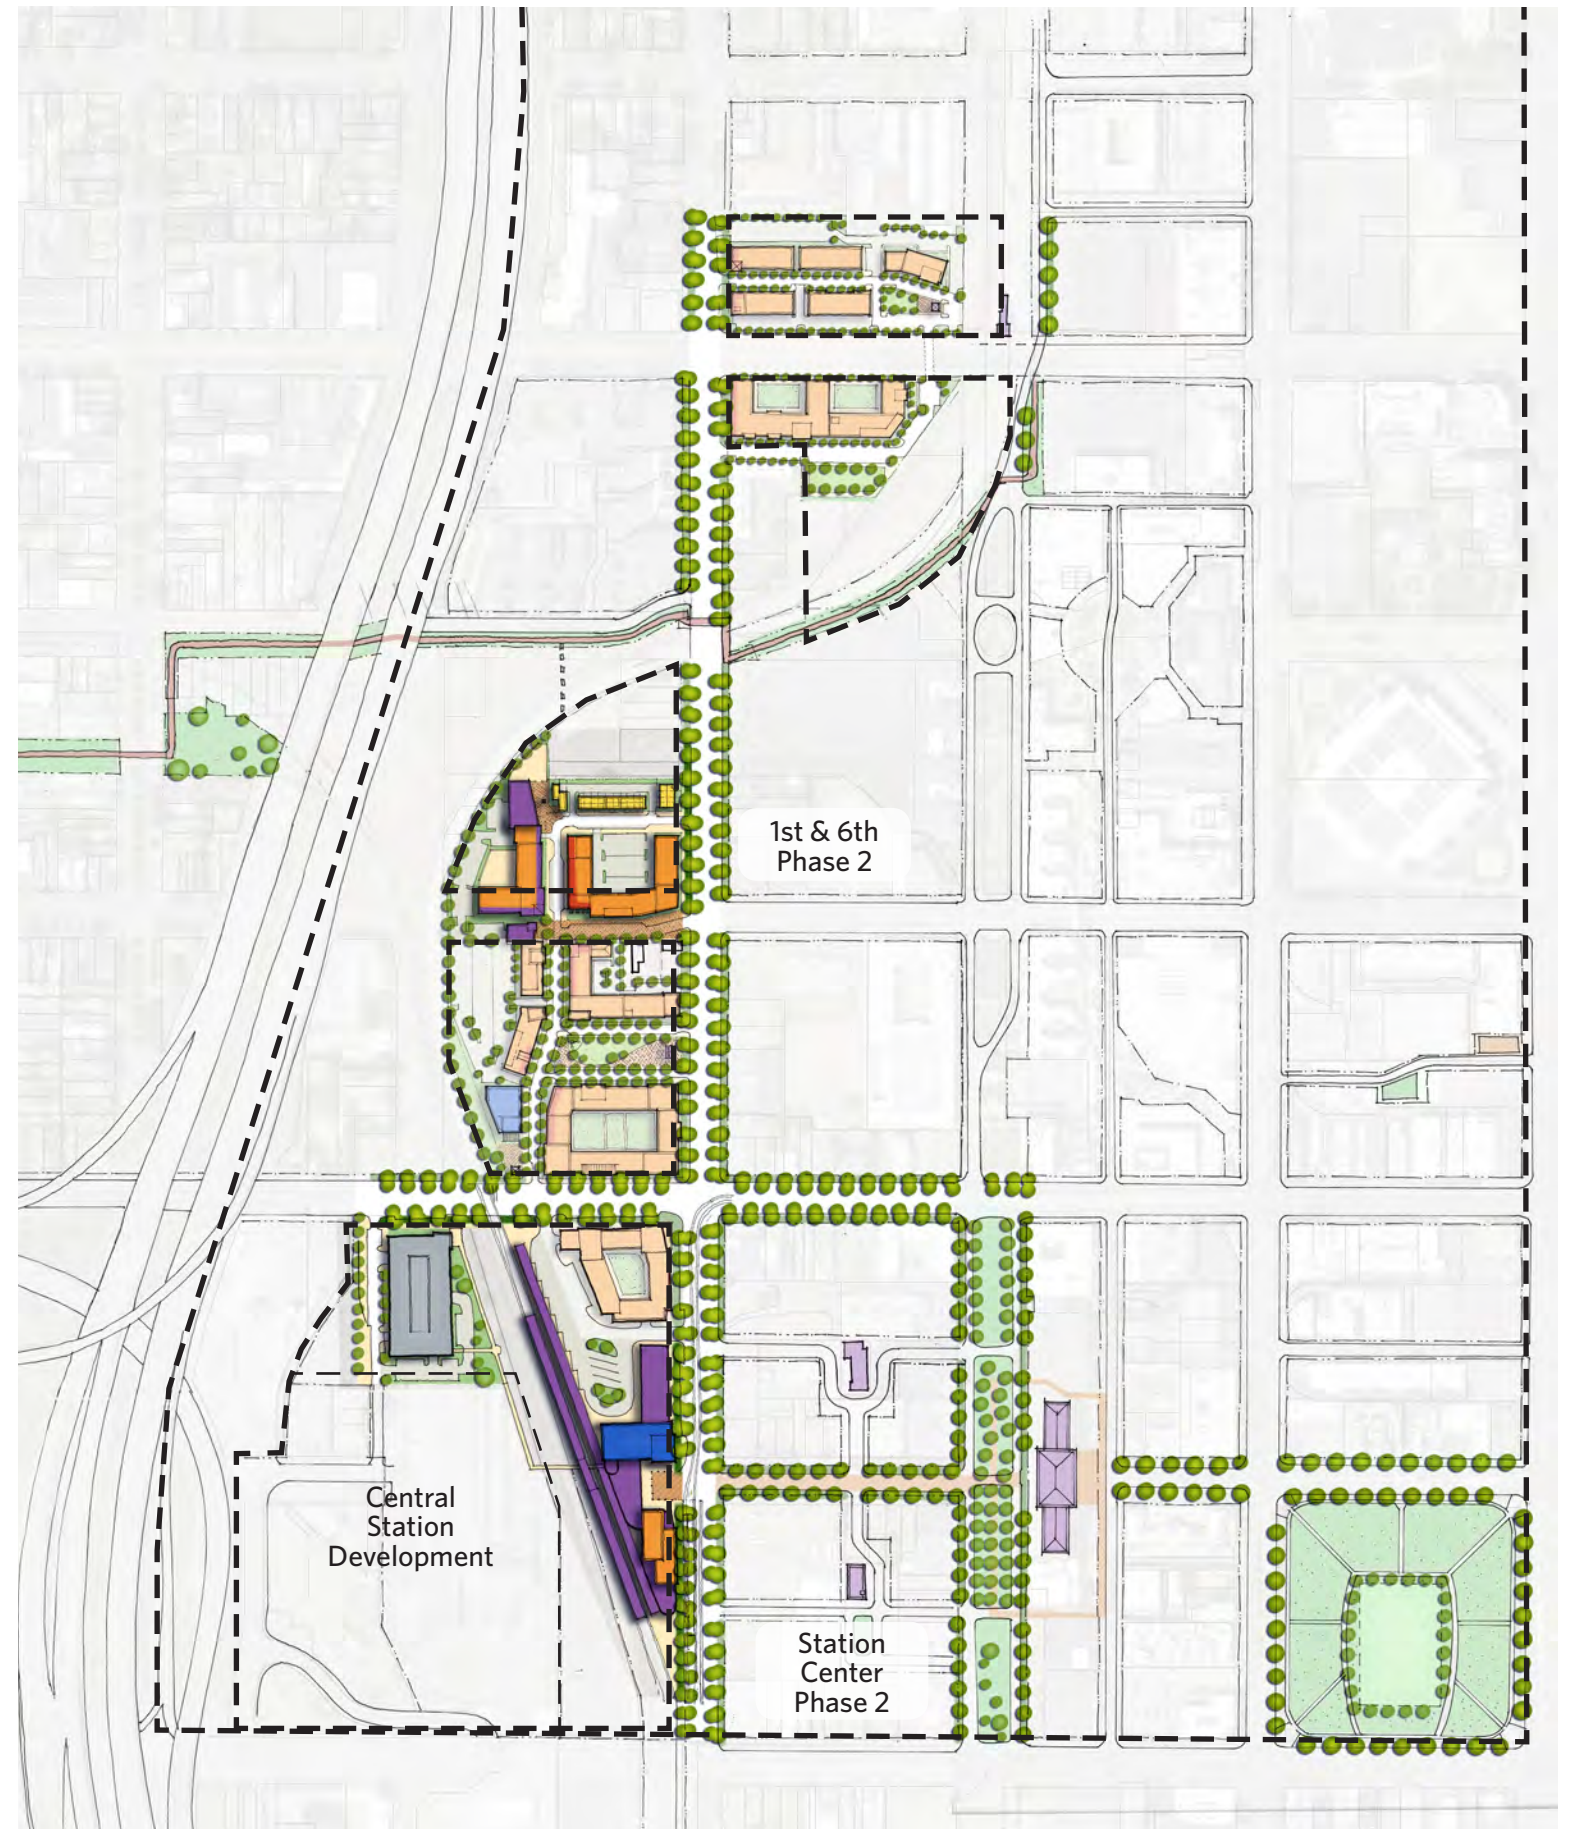 1st & 6th
Phase 2
Central
Station
Development
Station
Center
Phase 2